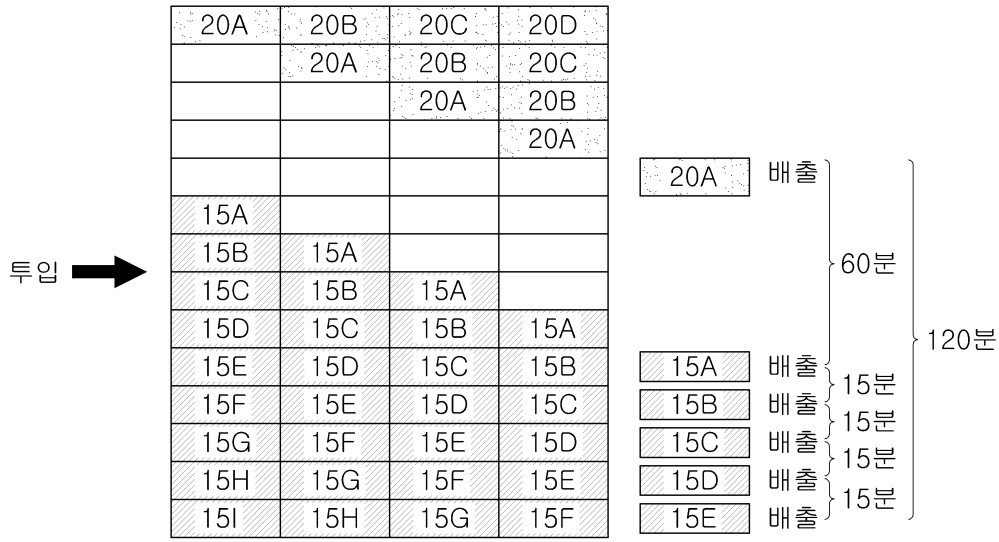 20A 20B 20C 20D
20A 20B 20C
20A 20B
20A
20A 배출
15A
15B 15A
투입
60분
15C 15B 15A
15D 15C 15B 15A
120분
15E 15D 15C 15B 15A 배출
15분
15F 15E 15D 15C 15B 배출
15분
15G 15F 15E 15D 15C 배출
15분
15H 15G 15F 15E 15D 배출
15분
15I 15H 15G 15F 15E 배출